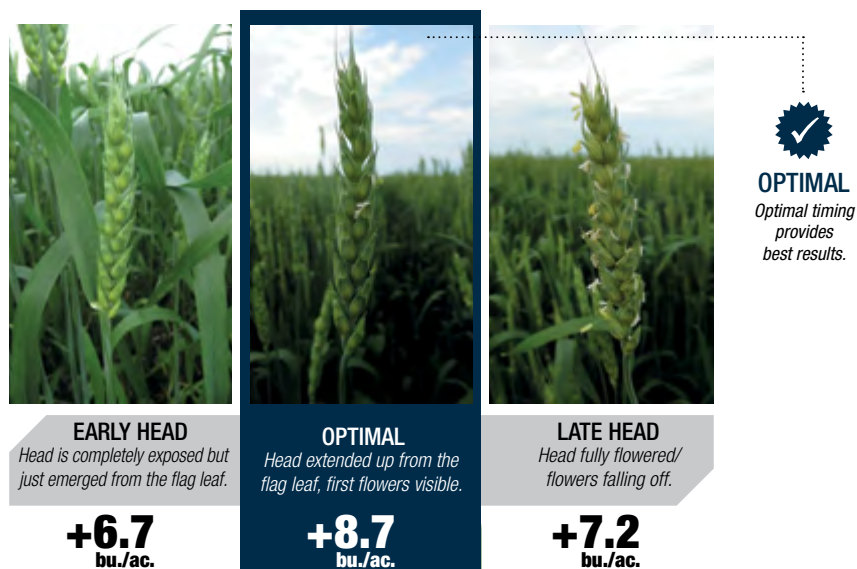 OPTIMAL
Optimal timing
provides
best results.
EARLY HEAD
Head is completely exposed but
just emerged from the flag leaf.
+6.7
bu./ac.
OPTIMAL
Head extended up from the
flag leaf, first flowers visible.
+8.7
bu./ac.
LATE HEAD
Head fully flowered/
flowers falling off.
+7.2
bu./ac.